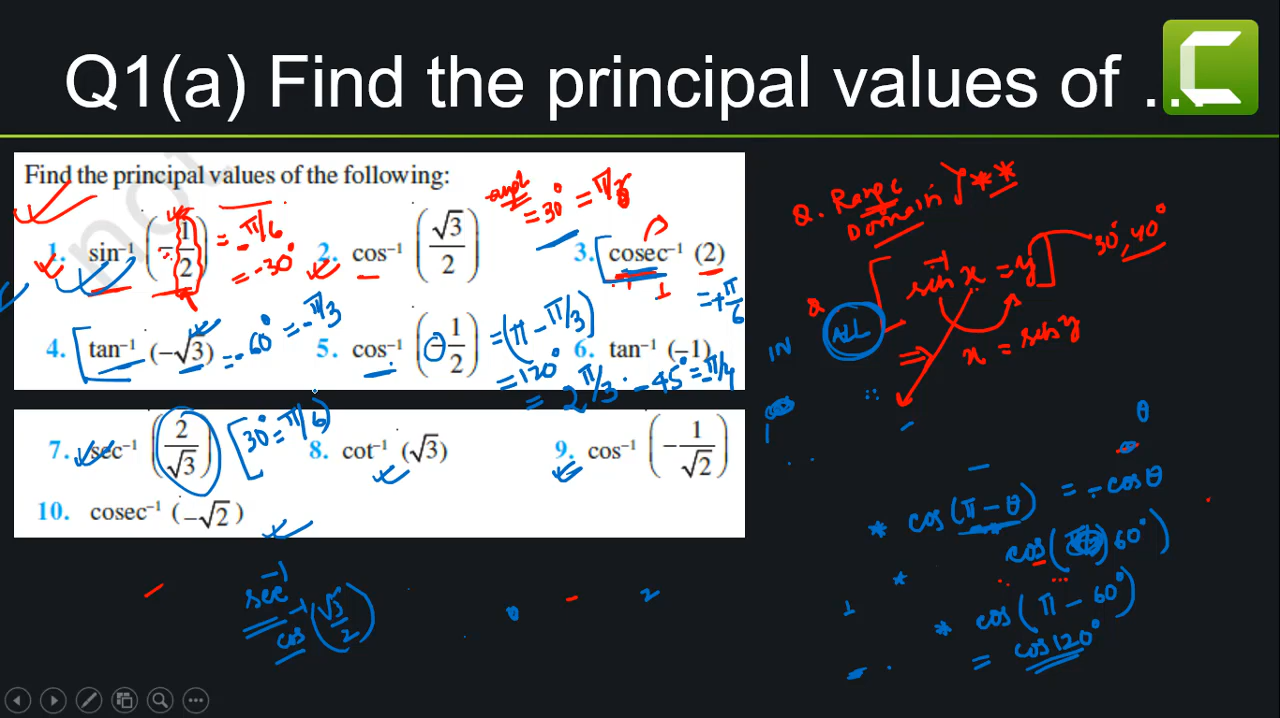 Q1(a) Find the principal values of ...
Find the principal values of the following:
1. sin⁻¹ (−1/2) = -π/6
= -30°
2. cos⁻¹ (√3/2)
= 30° = π/6
3. cosec⁻¹ (2)
= +π/6
4. tan⁻¹ (−√3) = -60° = -π/3
5. cos⁻¹ (−1/2) = (π - π/3)
= 120°
= 2π/3
6. tan⁻¹ (−1)
-45° = -π/4
7. sec⁻¹ (2/√3) [30° = π/6)
8. cot⁻¹ (√3)
9. cos⁻¹ (−1/√2)
10. cosec⁻¹ (−√2)
sec⁻¹
cos⁻¹ (√3/2)
θ
2
Q. Range
Domain } **
sin⁻¹ x = y] 30° 40°
ALL
⇒ x = sin y
IN
θ
* cos(π - θ) = -cos θ
cos( 60°)
*
* cos(π - 60°)
= cos 120°